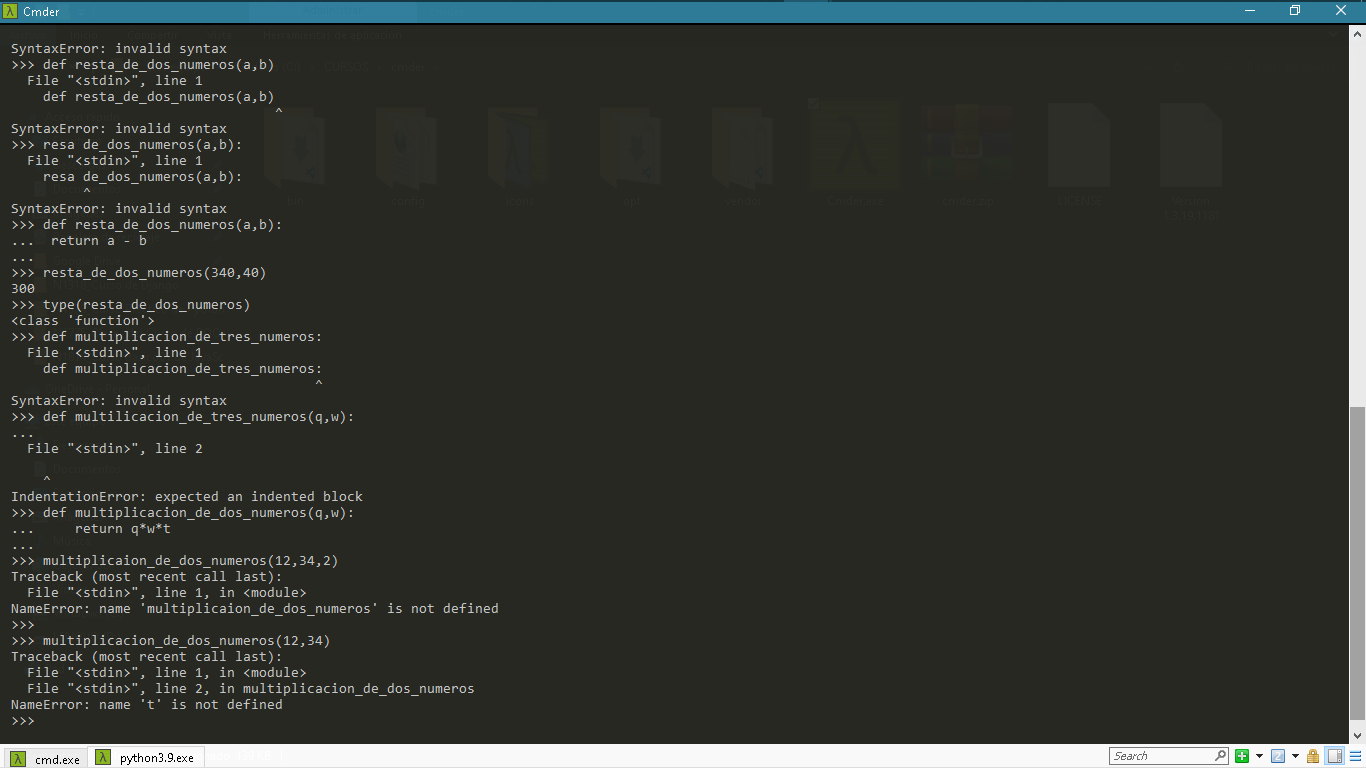 Cmder
SyntaxError: invalid syntax
>>> def resta_de_dos_numeros(a,b)
  File "<stdin>", line 1
    def resta_de_dos_numeros(a,b)
                                 ^
SyntaxError: invalid syntax
>>> resa de_dos_numeros(a,b):
  File "<stdin>", line 1
    resa de_dos_numeros(a,b):
         ^
SyntaxError: invalid syntax
>>> def resta_de_dos_numeros(a,b):
...  return a - b
...
>>> resta_de_dos_numeros(340,40)
300
>>> type(resta_de_dos_numeros)
<class 'function'>
>>> def multiplicacion_de_tres_numeros:
  File "<stdin>", line 1
    def multiplicacion_de_tres_numeros:
                                      ^
SyntaxError: invalid syntax
>>> def multilicacion_de_tres_numeros(q,w):
...
  File "<stdin>", line 2
    ^
IndentationError: expected an indented block
>>> def multiplicacion_de_dos_numeros(q,w):
...     return q*w*t
...
>>> multiplicaion_de_dos_numeros(12,34,2)
Traceback (most recent call last):
  File "<stdin>", line 1, in <module>
NameError: name 'multiplicaion_de_dos_numeros' is not defined
>>>
>>> multiplicacion_de_dos_numeros(12,34)
Traceback (most recent call last):
  File "<stdin>", line 1, in <module>
  File "<stdin>", line 2, in multiplicacion_de_dos_numeros
NameError: name 't' is not defined
>>>
cmd.exe python3.9.exe Search